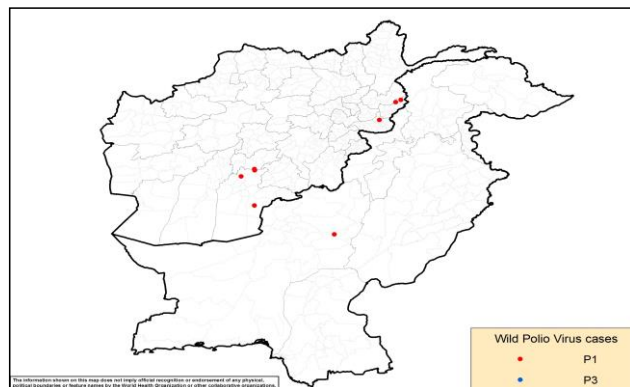 Wild Polio Virus cases
P1
P3
The information shown on this map does not imply official recognition or endorsement of any physical,
political boundaries or feature names by the World Health Organization or other collaborative organizations.